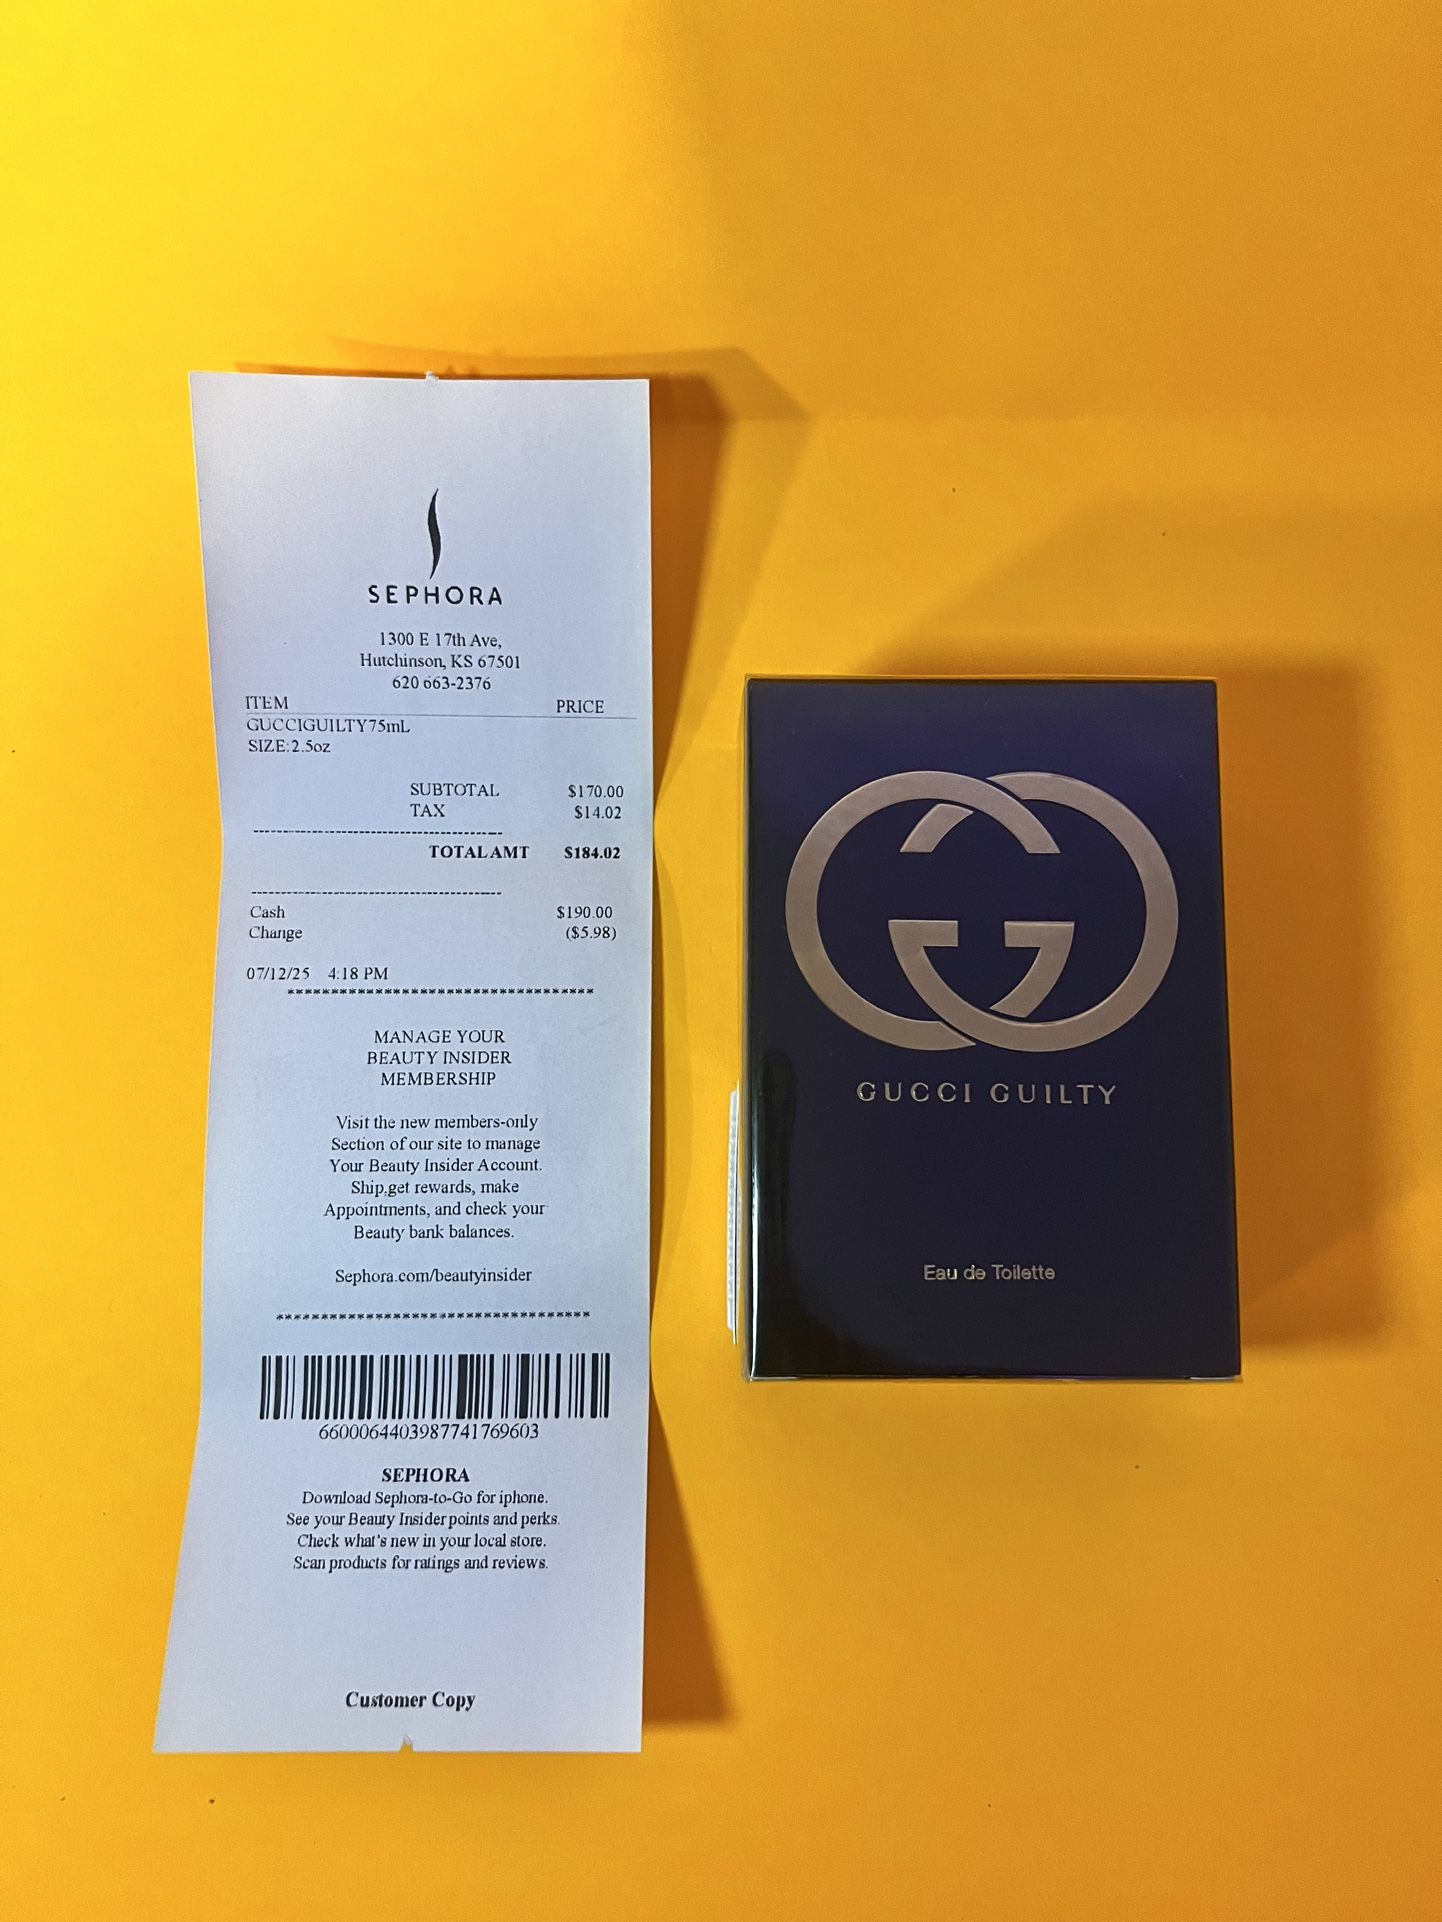 SEPHORA
1300 E 17th Ave,
Hutchinson, KS 67501
620 663-2376
ITEM PRICE
GUCCIGUILTY75mL
SIZE:2.5oz
SUBTOTAL $170.00
TAX $14.02
--------------------------------------------
TOTALAMT $184.02
--------------------------------------------
Cash $190.00
Change ($5.98)
07/12/25 4:18 PM
***********************************
MANAGE YOUR
BEAUTY INSIDER
MEMBERSHIP
Visit the new members-only
Section of our site to manage
Your Beauty Insider Account.
Ship,get rewards, make
Appointments, and check your
Beauty bank balances.
Sephora.com/beautyinsider
***********************************
6600064403987741769603
SEPHORA
Download Sephora-to-Go for iphone.
See your Beauty Insider points and perks.
Check what's new in your local store.
Scan products for ratings and reviews.
Customer Copy
GUCCI GUILTY
Eau de Toilette